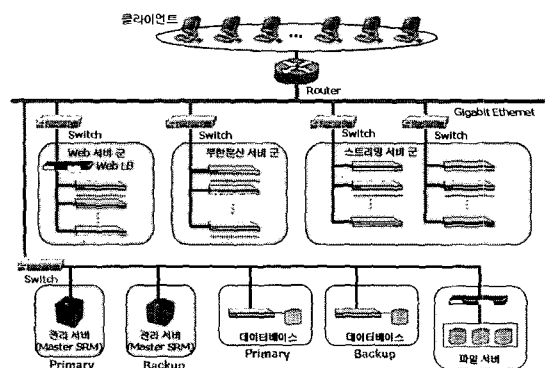 클라이언트
...
Router
Gigabit Ethernet
Switch
Switch
Switch
Switch
Web 서버 군
Web LB
부하분산 서버 군
스트리밍 서버 군
Switch
관리 서버
(Master SRM)
Primary
관리 서버
(Master SRM)
Backup
데이터베이스
Primary
데이터베이스
Backup
파일 서버